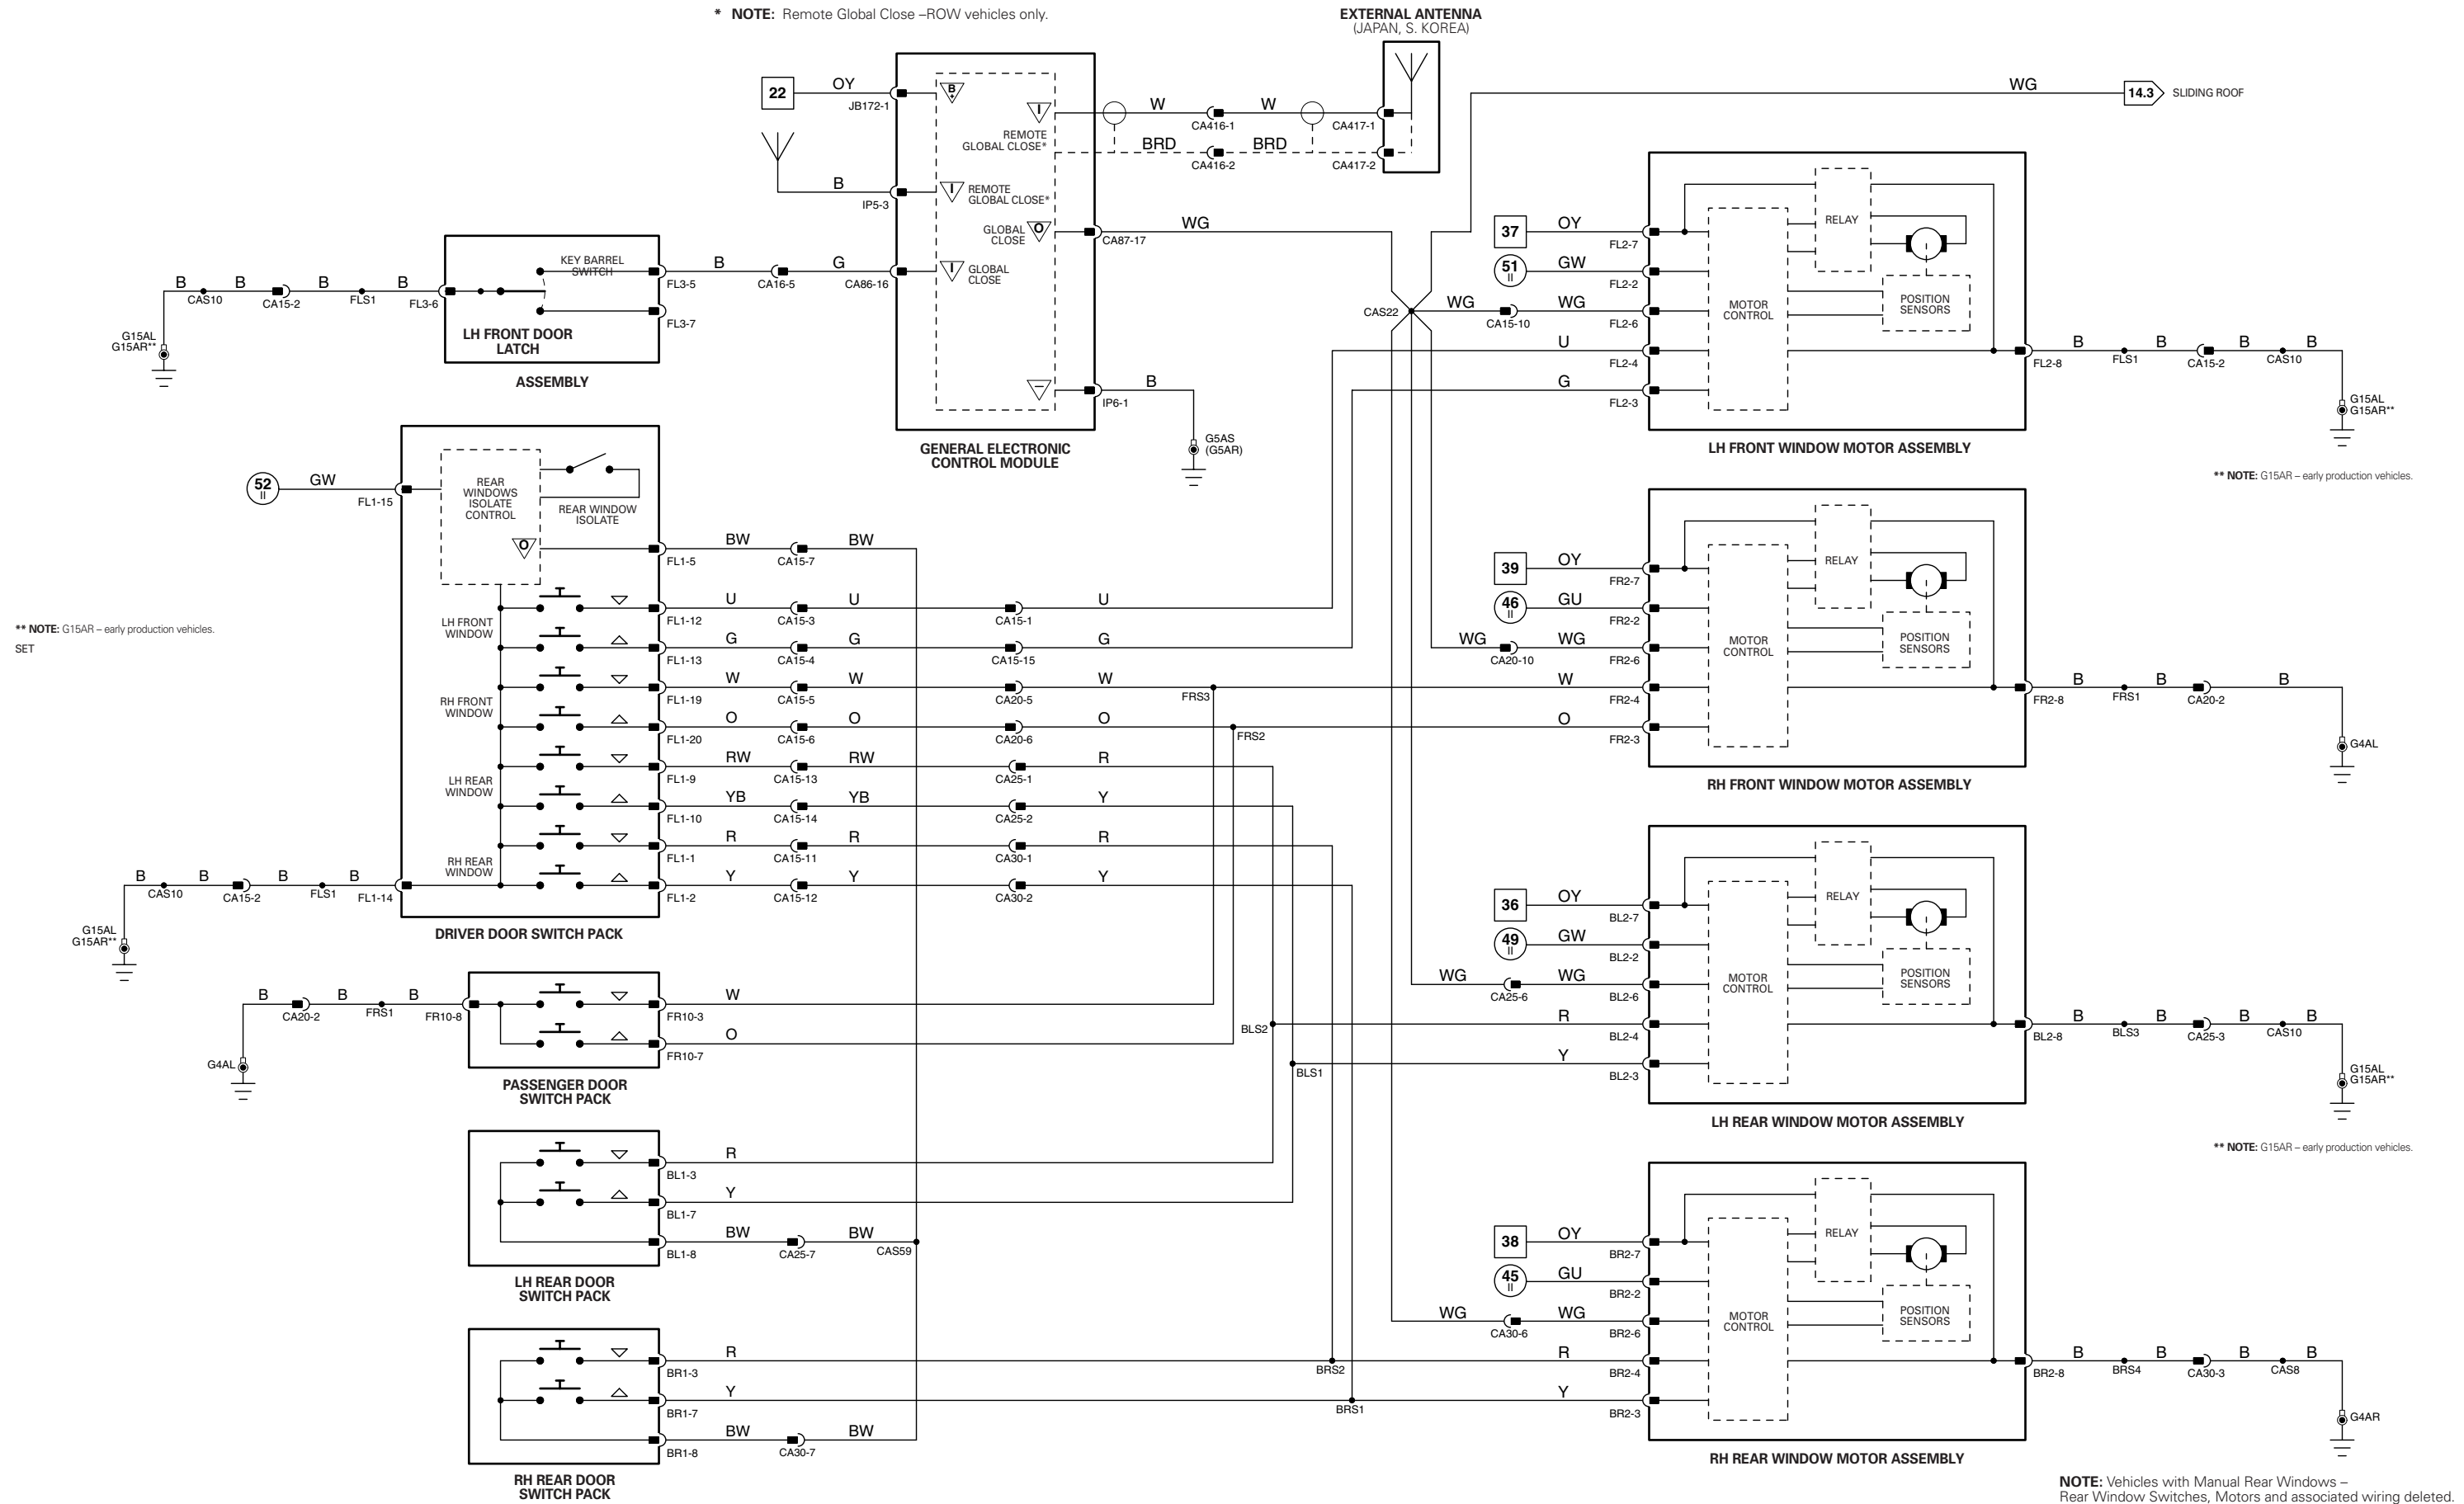 * NOTE: Remote Global Close –ROW vehicles only.
EXTERNAL ANTENNA
(JAPAN, S. KOREA)
22
OY
JB172-1
B
+
I
REMOTE
GLOBAL CLOSE*
W
CA416-1
W
CA417-1
BRD
CA416-2
BRD
CA417-2
WG
14.3
SLIDING ROOF
B
IP5-3
I
REMOTE
GLOBAL CLOSE*
GLOBAL
CLOSE
O
CA87-17
WG
KEY BARREL
SWITCH
B
CAS10
B
CA15-2
B
FLS1
B
FL3-6
FL3-5
B
CA16-5
G
CA86-16
I
GLOBAL
CLOSE
FL3-7
G15AL
G15AR**
LH FRONT DOOR
LATCH
ASSEMBLY
–
IP6-1
B
G5AS
(G5AR)
GENERAL ELECTRONIC
CONTROL MODULE
37
OY
FL2-7
51
II
GW
FL2-2
CAS22
WG
CA15-10
WG
FL2-6
U
FL2-4
G
FL2-3
RELAY
MOTOR
CONTROL
POSITION
SENSORS
FL2-8
B
FLS1
B
CA15-2
B
CAS10
B
G15AL
G15AR**
LH FRONT WINDOW MOTOR ASSEMBLY
** NOTE: G15AR – early production vehicles.
52
II
GW
FL1-15
REAR
WINDOWS
ISOLATE
CONTROL
REAR WINDOW
ISOLATE
O
FL1-5
BW
CA15-7
BW
LH FRONT
WINDOW
FL1-12
U
CA15-3
U
CA15-1
U
FL1-13
G
CA15-4
G
CA15-15
G
RH FRONT
WINDOW
FL1-19
W
CA15-5
W
CA20-5
W
FRS3
FL1-20
O
CA15-6
O
CA20-6
O
FRS2
LH REAR
WINDOW
FL1-9
RW
CA15-13
RW
CA25-1
R
FL1-10
YB
CA15-14
YB
CA25-2
Y
RH REAR
WINDOW
FL1-1
R
CA15-11
R
CA30-1
R
FL1-2
Y
CA15-12
Y
CA30-2
Y
** NOTE: G15AR – early production vehicles.
SET
B
CAS10
B
CA15-2
B
FLS1
B
FL1-14
G15AL
G15AR**
DRIVER DOOR SWITCH PACK
39
OY
FR2-7
46
II
GU
FR2-2
WG
CA20-10
WG
FR2-6
W
FR2-4
O
FR2-3
RELAY
MOTOR
CONTROL
POSITION
SENSORS
FR2-8
B
FRS1
B
CA20-2
B
G4AL
RH FRONT WINDOW MOTOR ASSEMBLY
B
CA20-2
B
FRS1
B
FR10-8
FR10-3
W
FR10-7
O
G4AL
PASSENGER DOOR
SWITCH PACK
BLS2
BLS1
36
OY
BL2-7
49
II
GW
BL2-2
WG
CA25-6
WG
BL2-6
R
BL2-4
Y
BL2-3
RELAY
MOTOR
CONTROL
POSITION
SENSORS
BL2-8
B
BLS3
B
CA25-3
B
CAS10
B
G15AL
G15AR**
LH REAR WINDOW MOTOR ASSEMBLY
** NOTE: G15AR – early production vehicles.
BL1-3
R
BL1-7
Y
BL1-8
BW
CA25-7
BW
CAS59
LH REAR DOOR
SWITCH PACK
BR1-3
R
BRS2
BR1-7
Y
BRS1
BR1-8
BW
CA30-7
BW
RH REAR DOOR
SWITCH PACK
38
OY
BR2-7
45
II
GU
BR2-2
WG
CA30-6
WG
BR2-6
R
BR2-4
Y
BR2-3
RELAY
MOTOR
CONTROL
POSITION
SENSORS
BR2-8
B
BRS4
B
CA30-3
B
CAS8
B
G4AR
RH REAR WINDOW MOTOR ASSEMBLY
NOTE: Vehicles with Manual Rear Windows –
Rear Window Switches, Motors and associated wiring deleted.